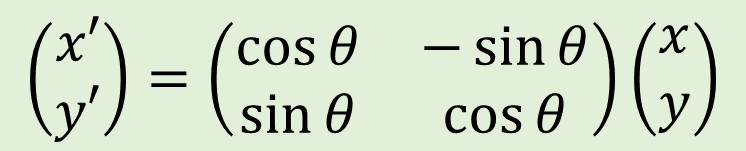 (x′ y′) = (cos θ − sin θ sin θ cos θ) (x y)